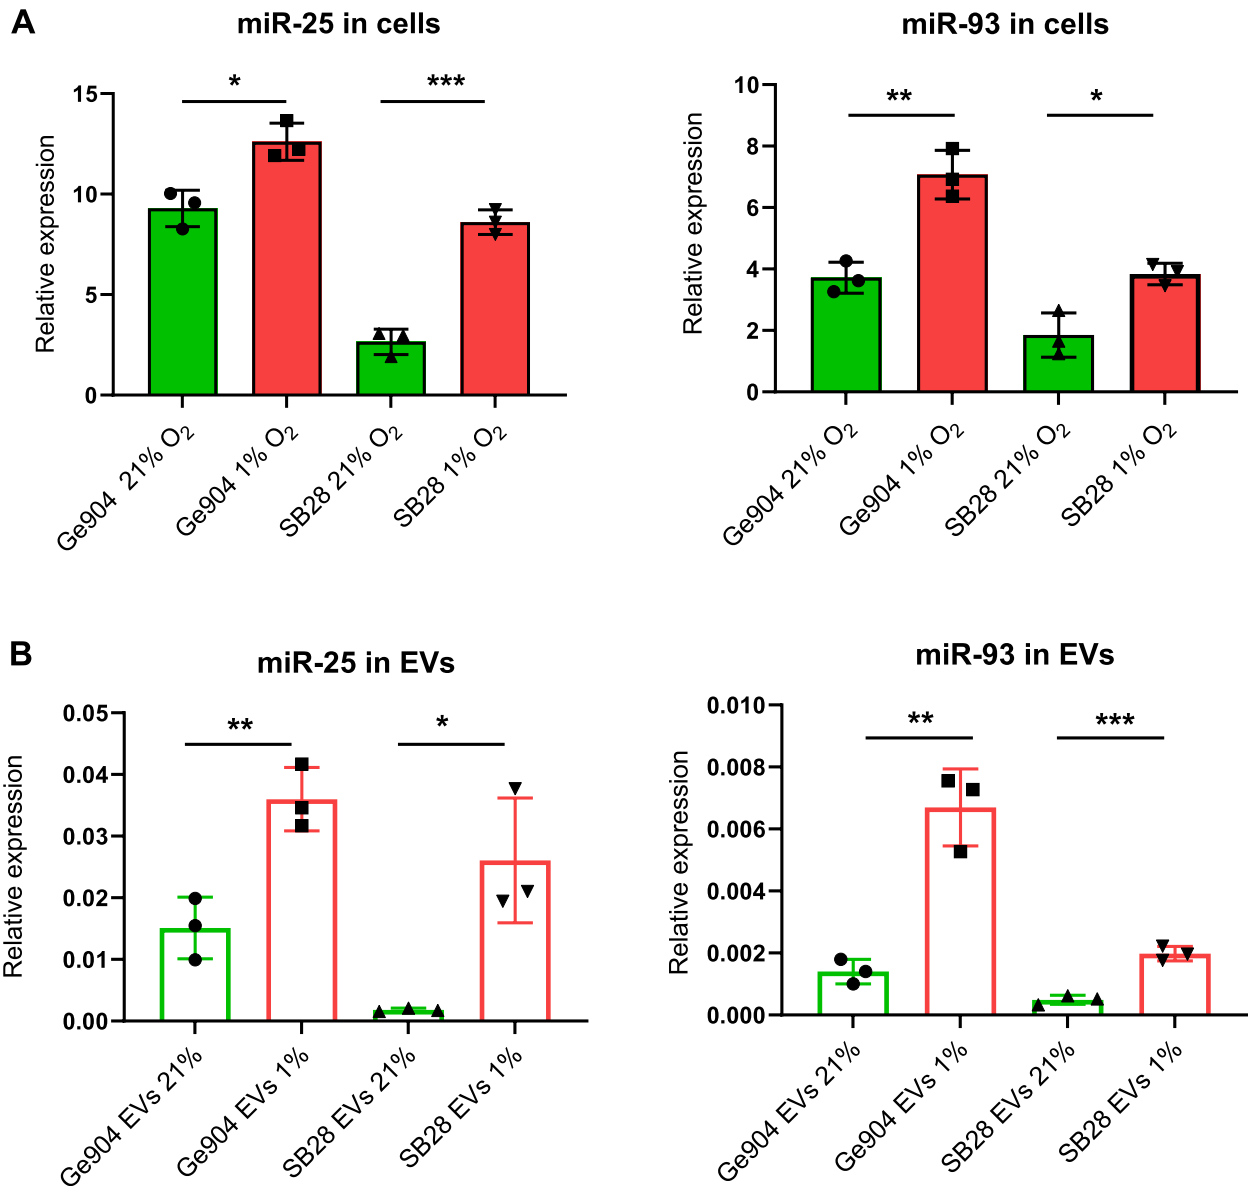 A
miR-25 in cells
Relative expression
15
10
5
0
*
***
Ge904 21% O2
Ge904 1% O2
SB28 21% O2
SB28 1% O2
miR-93 in cells
Relative expression
10
8
6
4
2
0
**
*
Ge904 21% O2
Ge904 1% O2
SB28 21% O2
SB28 1% O2
B
miR-25 in EVs
Relative expression
0.05
0.04
0.03
0.02
0.01
0.00
**
*
Ge904 EVs 21%
Ge904 EVs 1%
SB28 EVs 21%
SB28 EVs 1%
miR-93 in EVs
Relative expression
0.010
0.008
0.006
0.004
0.002
0.000
**
***
Ge904 EVs 21%
Ge904 EVs 1%
SB28 EVs 21%
SB28 EVs 1%